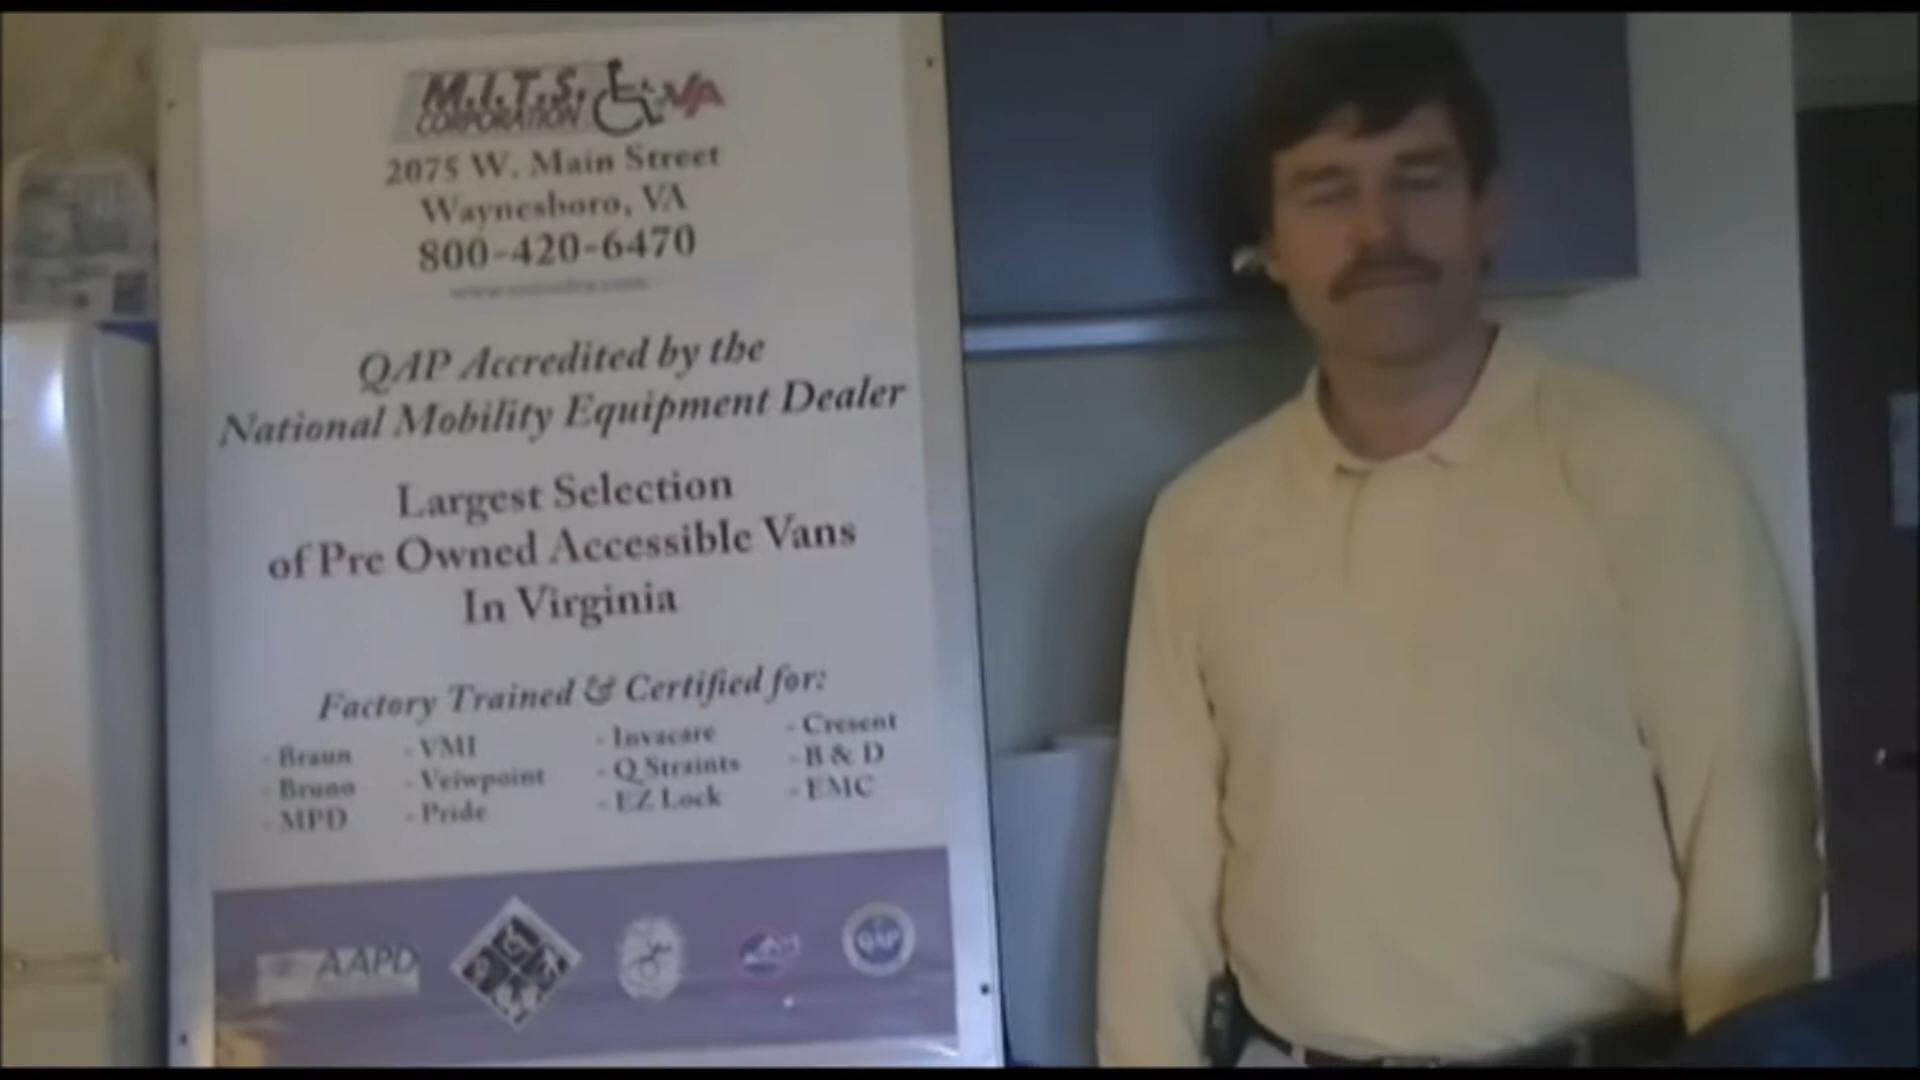 M.I.T.S.
CORPORATION VA
2075 W. Main Street
Waynesboro, VA
800-420-6470
QAP Accredited by the
National Mobility Equipment Dealer
Largest Selection
of Pre Owned Accessible Vans
In Virginia
Factory Trained & Certified for:
- Braun - VMI - Invacare - Cresent
- Bruno - Veiwpoint - Q Straints - B & D
- MPD - Pride - EZ Lock - EMC
AAPD
QAP